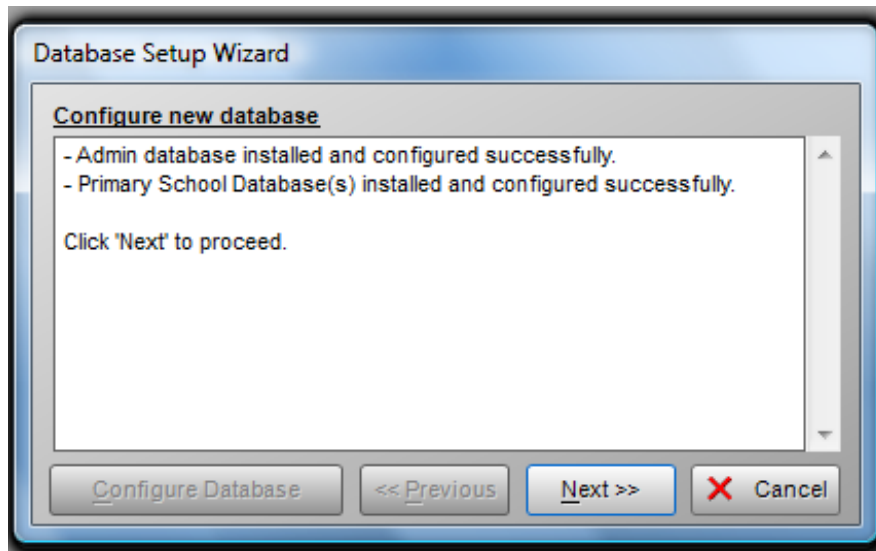 Database Setup Wizard
Configure new database
- Admin database installed and configured successfully.
- Primary School Database(s) installed and configured successfully.
Click 'Next' to proceed.
Configure Database
<< Previous
Next >>
Cancel